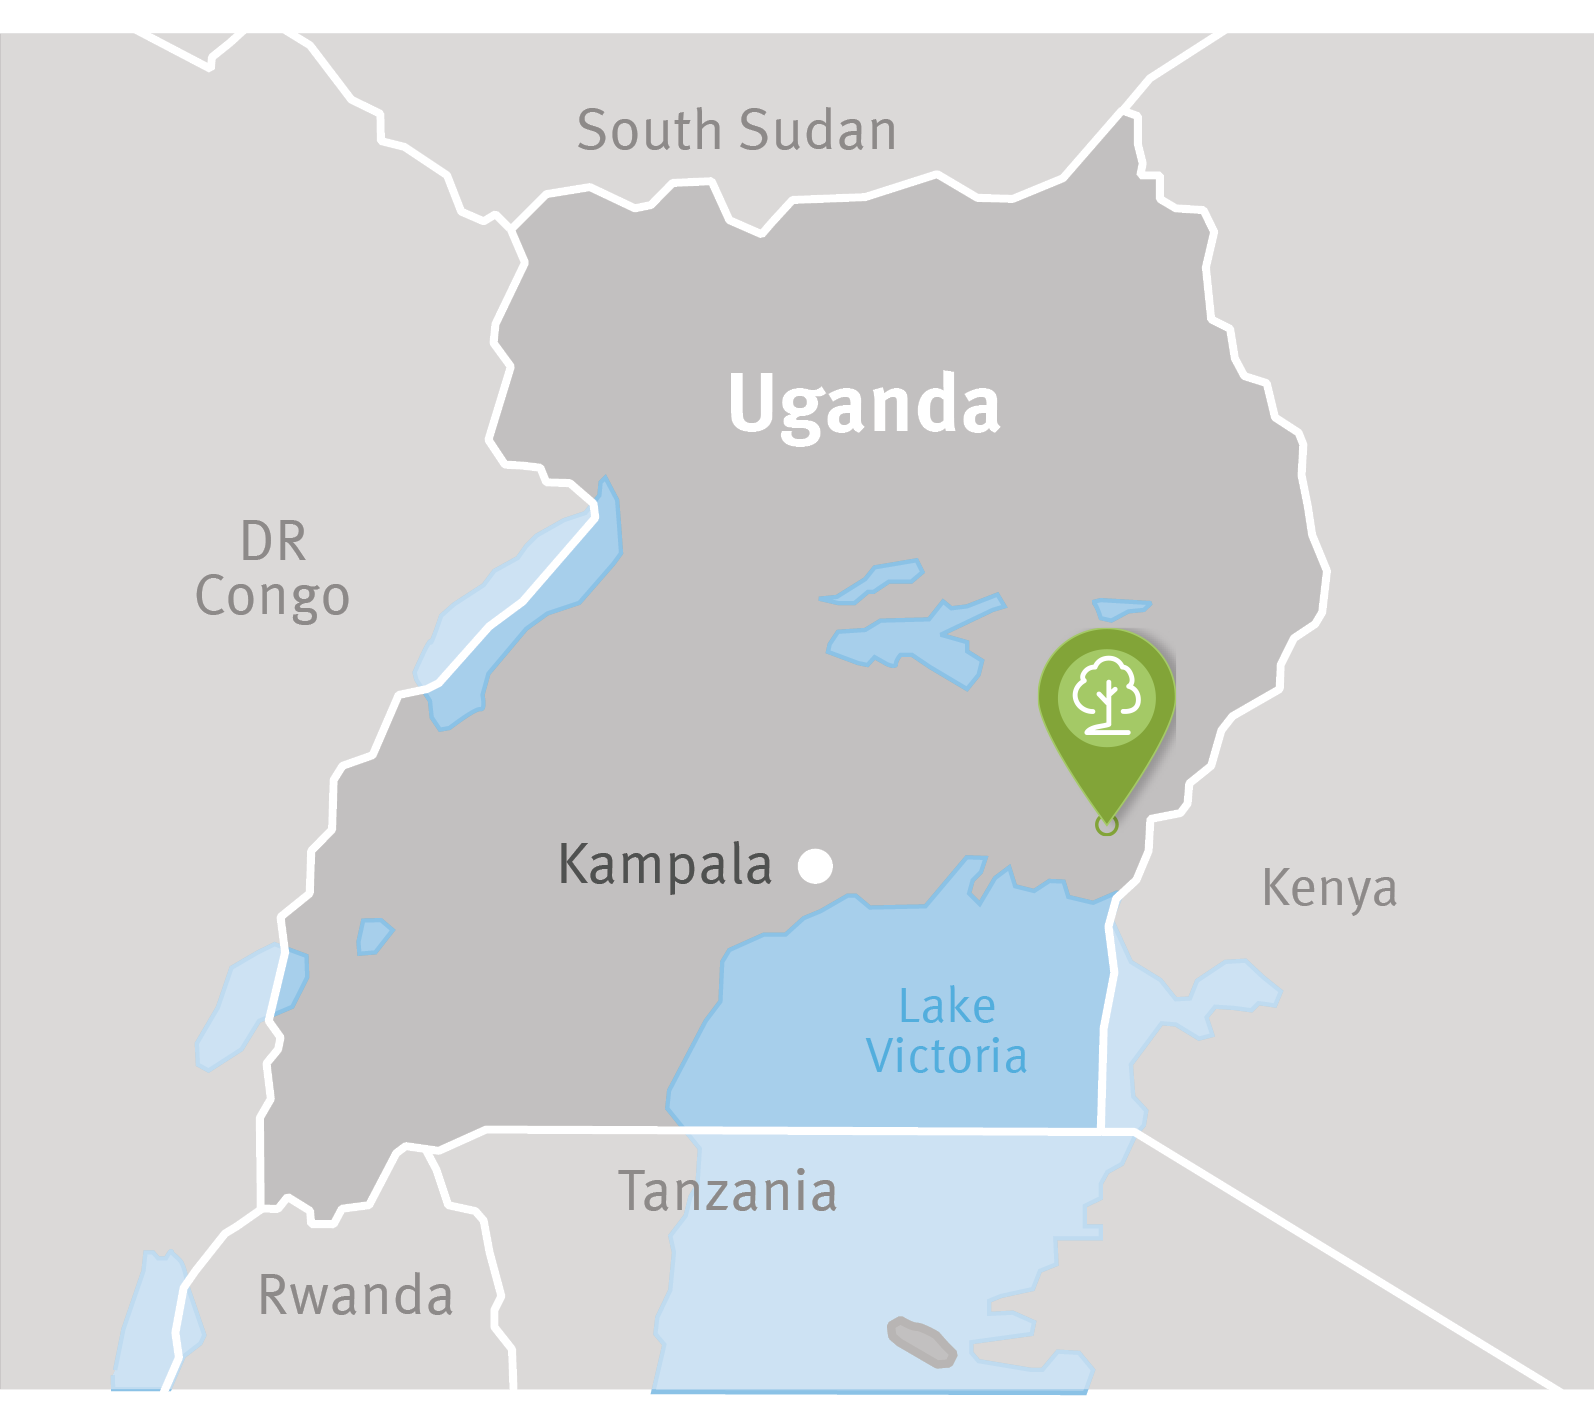 South Sudan
Uganda
DR
Congo
Kampala
Kenya
Lake
Victoria
Tanzania
Rwanda